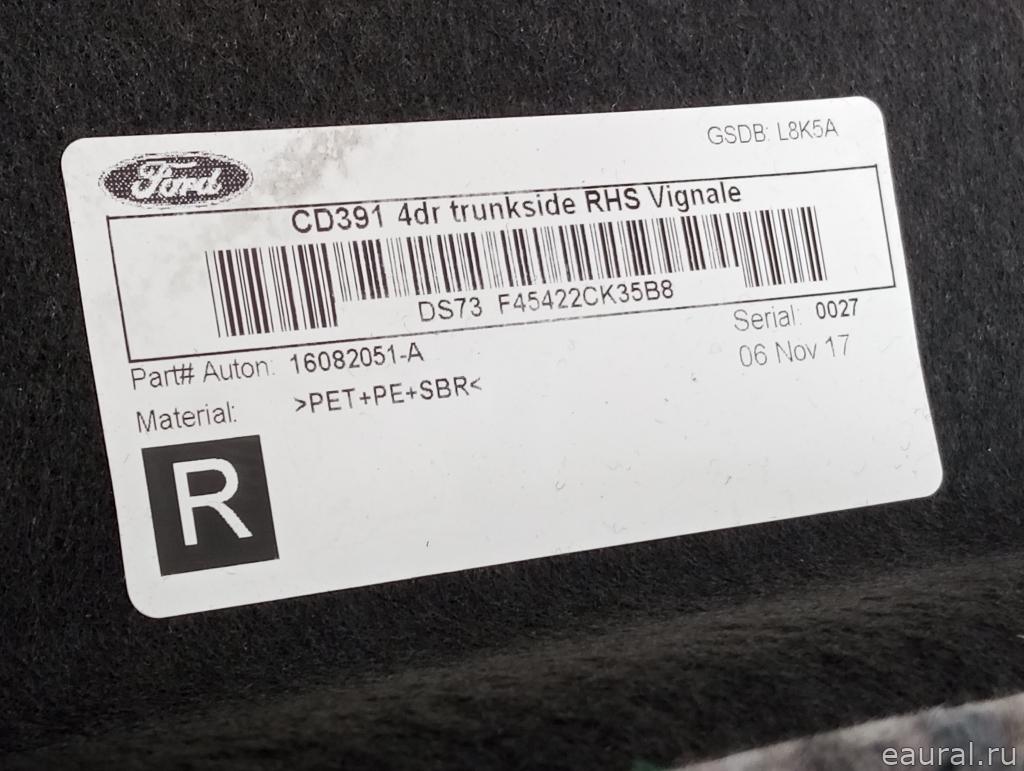 GSDB: L8K5A
Ford
CD391 4dr trunkside RHS Vignale
DS73 F45422CK35B8
Part# Auton: 16082051-A
Serial: 0027
06 Nov 17
Material: >PET+PE+SBR<
R
eaural.ru